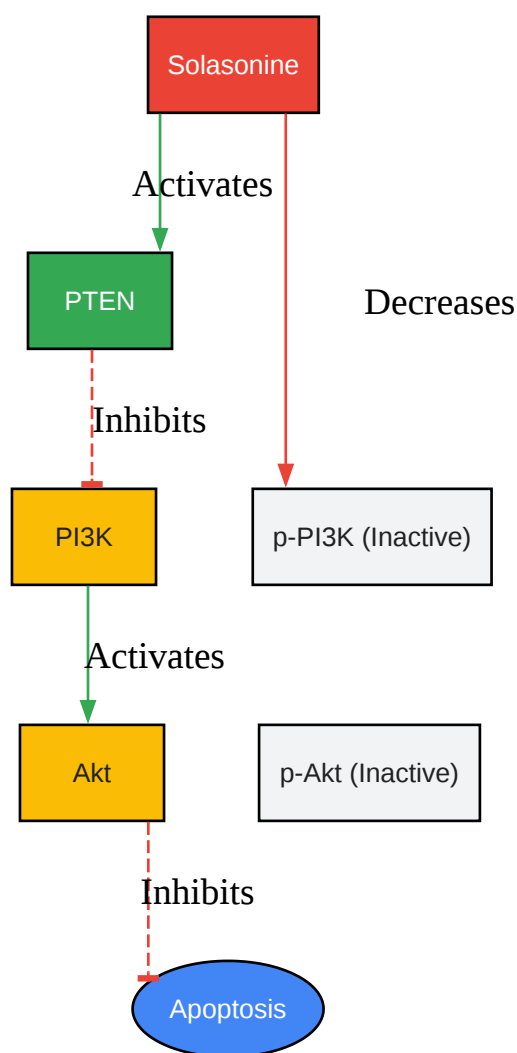 Solasonine
Activates
PTEN
Decreases
Inhibits
PI3K
p-PI3K (Inactive)
Activates
Akt
p-Akt (Inactive)
Inhibits
Apoptosis